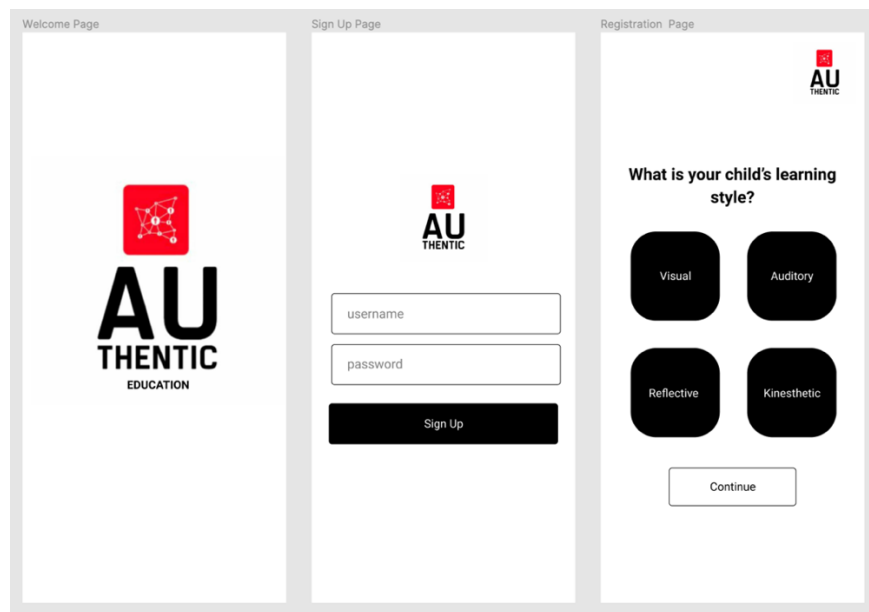 Welcome Page
AU
THENTIC
EDUCATION
Sign Up Page
AU
THENTIC
username
password
Sign Up
Registration Page
AU
THENTIC
What is your child's learning
style?
Visual
Auditory
Reflective
Kinesthetic
Continue